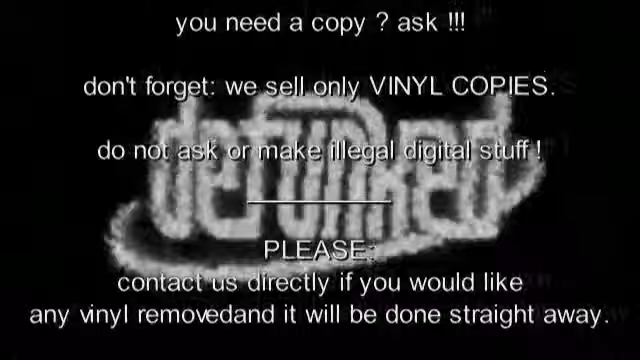 you need a copy ? ask !!!
don't forget: we sell only VINYL COPIES.
defunked
do not ask or make illegal digital stuff !
PLEASE:
contact us directly if you would like
any vinyl removedand it will be done straight away.